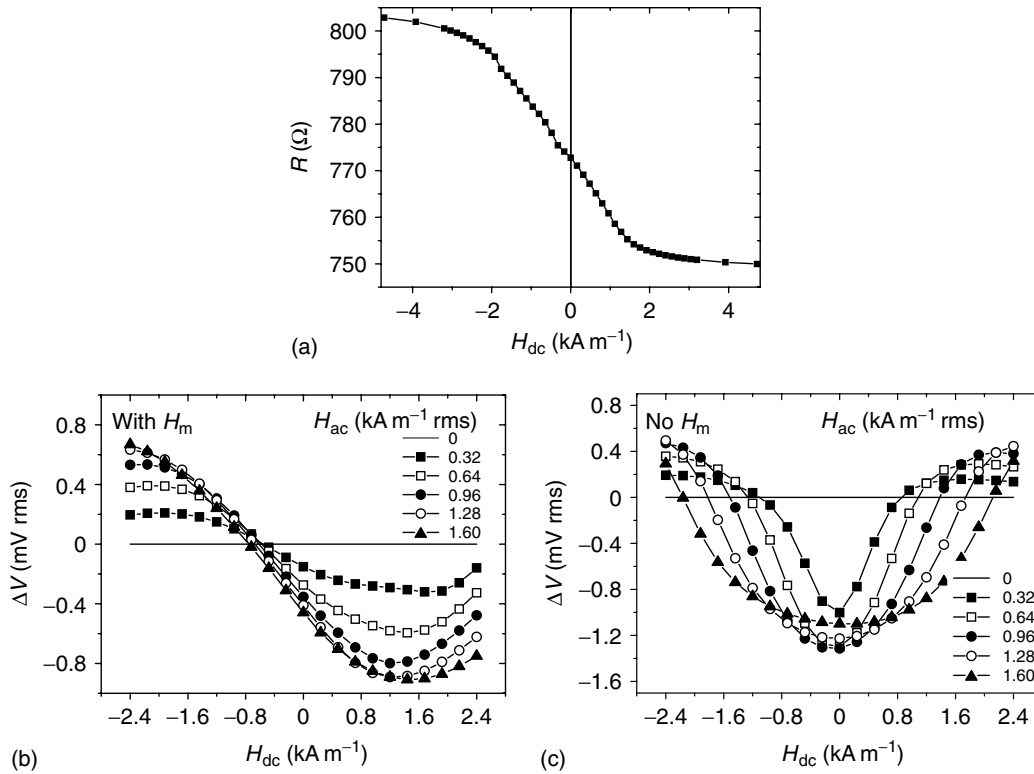 800
790
780
770
760
750
R (Ω)
−4 −2 0 2 4
H_dc (kA m⁻¹)
(a)
With H_m
H_ac (kA m⁻¹ rms)
0
0.32
0.64
0.96
1.28
1.60
0.8
0.4
0
−0.4
−0.8
ΔV (mV rms)
−2.4 −1.6 −0.8 0 0.8 1.6 2.4
H_dc (kA m⁻¹)
(b)
No H_m
H_ac (kA m⁻¹ rms)
0
0.32
0.64
0.96
1.28
1.60
0.8
0.4
0
−0.4
−0.8
−1.2
−1.6
ΔV (mV rms)
−2.4 −1.6 −0.8 0 0.8 1.6 2.4
H_dc (kA m⁻¹)
(c)